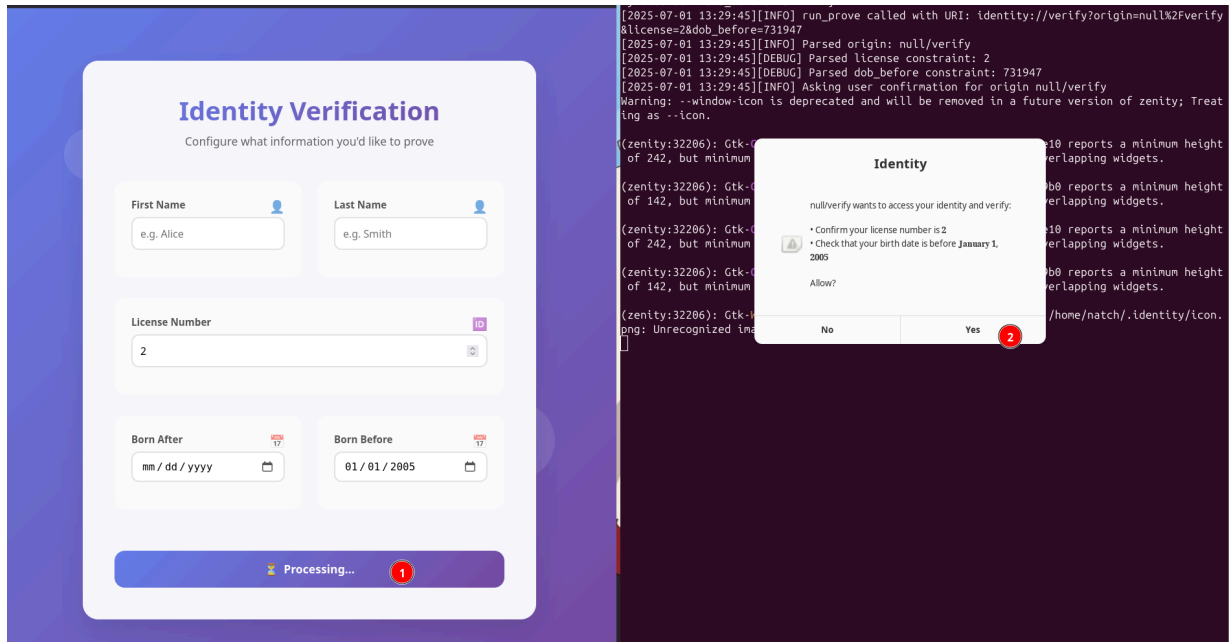 Identity Verification
Configure what information you'd like to prove
First Name
e.g. Alice
Last Name
e.g. Smith
License Number
ID
2
Born After
17
mm/dd/yyyy
Born Before
17
01/01/2005
Processing...
1
[2025-07-01 13:29:45][INFO] run_prove called with URI: identity://verify?origin=null%2Fverify
&license=2&dob_before=731947
[2025-07-01 13:29:45][INFO] Parsed origin: null/verify
[2025-07-01 13:29:45][DEBUG] Parsed license constraint: 2
[2025-07-01 13:29:45][DEBUG] Parsed dob_before constraint: 731947
[2025-07-01 13:29:45][INFO] Asking user confirmation for origin null/verify
Warning: --window-icon is deprecated and will be removed in a future version of zenity; Treat
ing as --icon.
(zenity:32206): Gtk- e10 reports a minimum height
of 242, but minimum verlapping widgets.
(zenity:32206): Gtk- 9b0 reports a minimum height
of 142, but minimum verlapping widgets.
(zenity:32206): Gtk- e10 reports a minimum height
of 242, but minimum verlapping widgets.
(zenity:32206): Gtk- 9b0 reports a minimum height
of 142, but minimum verlapping widgets.
(zenity:32206): Gtk- /home/natch/.identity/icon.
png: Unrecognized ima
Identity
null/verify wants to access your identity and verify:
• Confirm your license number is 2
• Check that your birth date is before January 1,
2005
Allow?
No
Yes
2